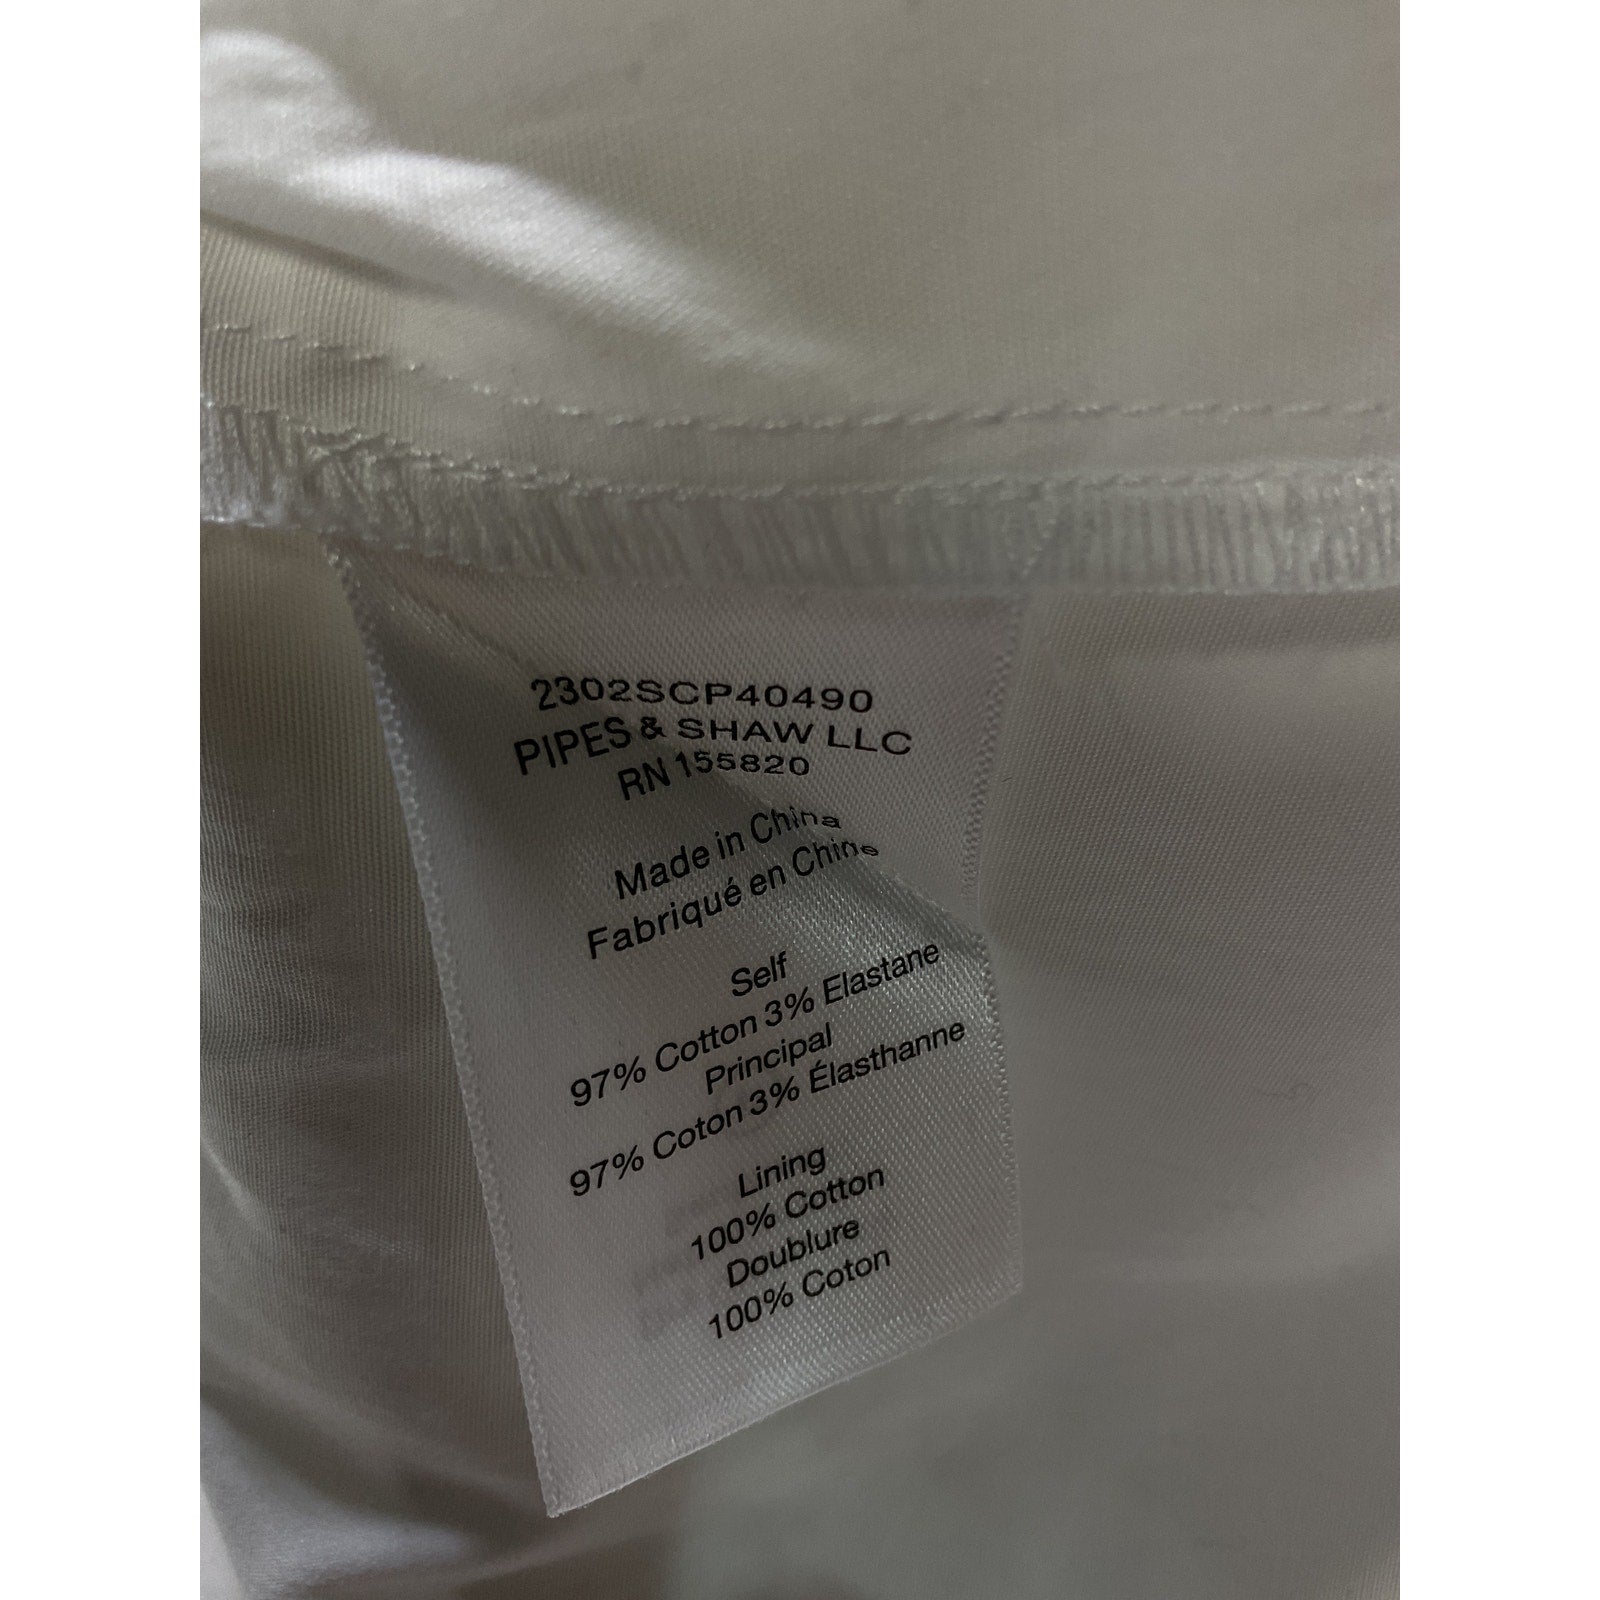 2302SCP40490
PIPES & SHAW LLC
RN 155820
Made in China
Fabriqué en Chine
Self
97% Cotton 3% Elastane
Principal
97% Coton 3% Élasthanne
Lining
100% Cotton
Doublure
100% Coton